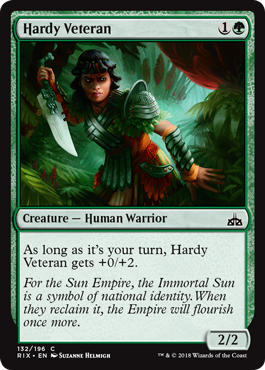 Hardy Veteran 1
Creature — Human Warrior
As long as it's your turn, Hardy
Veteran gets +0/+2.
For the Sun Empire, the Immortal Sun
is a symbol of national identity. When
they reclaim it, the Empire will flourish
once more.
2/2
132/196 C
RIX • EN SUZANNE HELMIGH
™ & © 2018 Wizards of the Coast